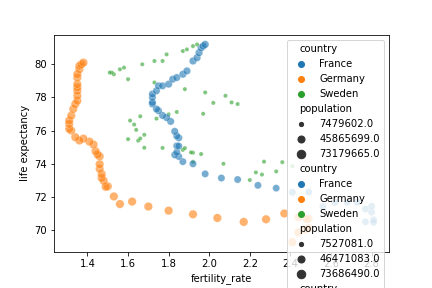 country
France
Germany
Sweden
population
7479602.0
45865699.0
73179665.0
country
France
Germany
Sweden
population
7527081.0
46471083.0
73686490.0
80
78
76
74
72
70
life expectancy
1.4 1.6 1.8 2.0 2.2 2.4
fertility_rate